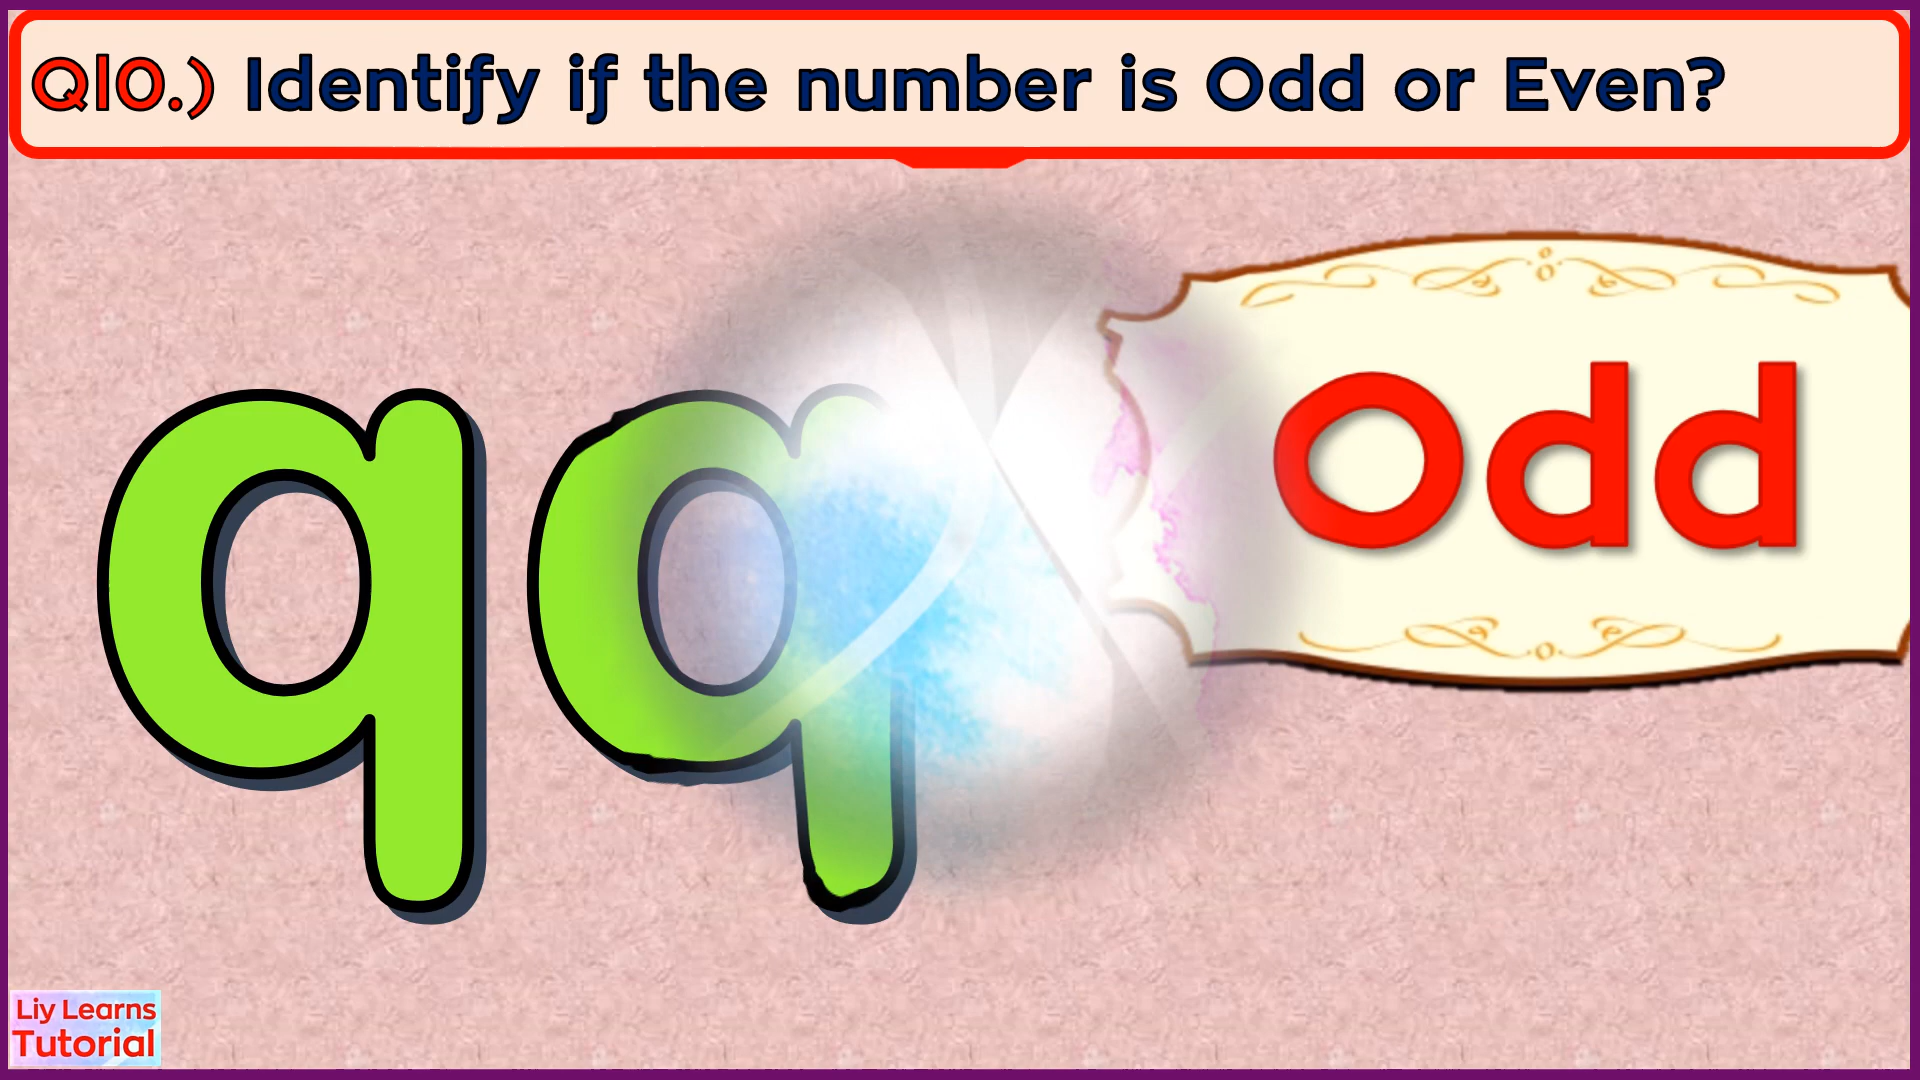 Q10.) Identify if the number is Odd or Even?
99
Odd
Liy Learns
Tutorial